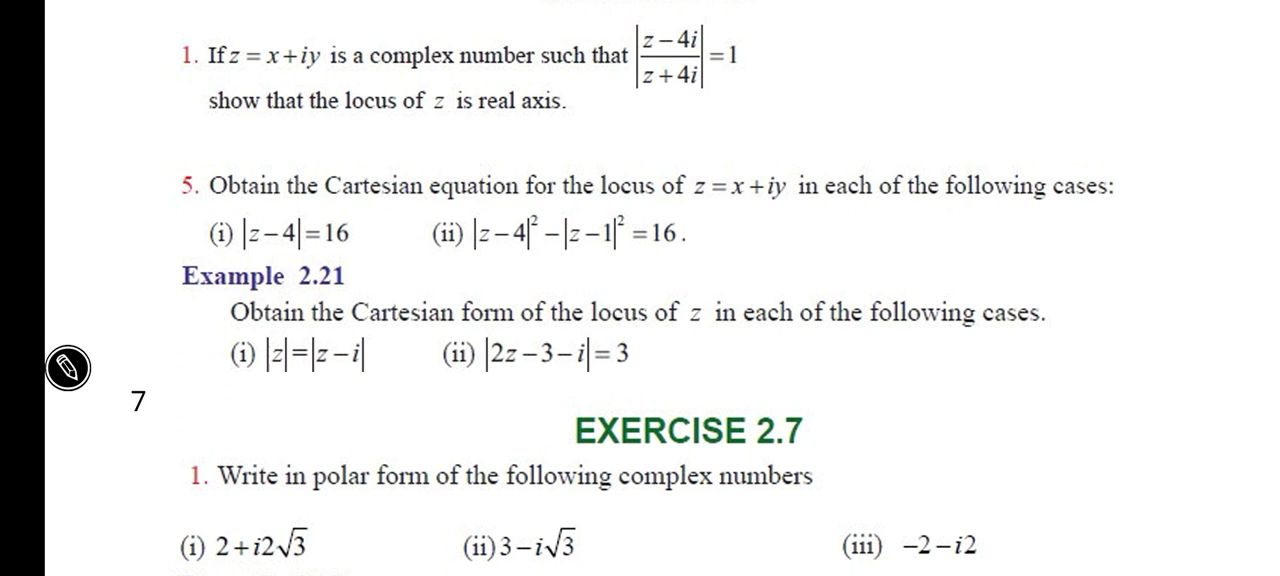 1. If z = x+iy is a complex number such that |z−4i / z+4i| = 1
show that the locus of z is real axis.
5. Obtain the Cartesian equation for the locus of z = x+iy in each of the following cases:
(i) |z−4|=16 (ii) |z−4|² −|z−1|² =16.
Example 2.21
Obtain the Cartesian form of the locus of z in each of the following cases.
(i) |z|=|z−i| (ii) |2z−3−i|= 3
7
EXERCISE 2.7
1. Write in polar form of the following complex numbers
(i) 2+i2√3 (ii) 3−i√3 (iii) −2−i2